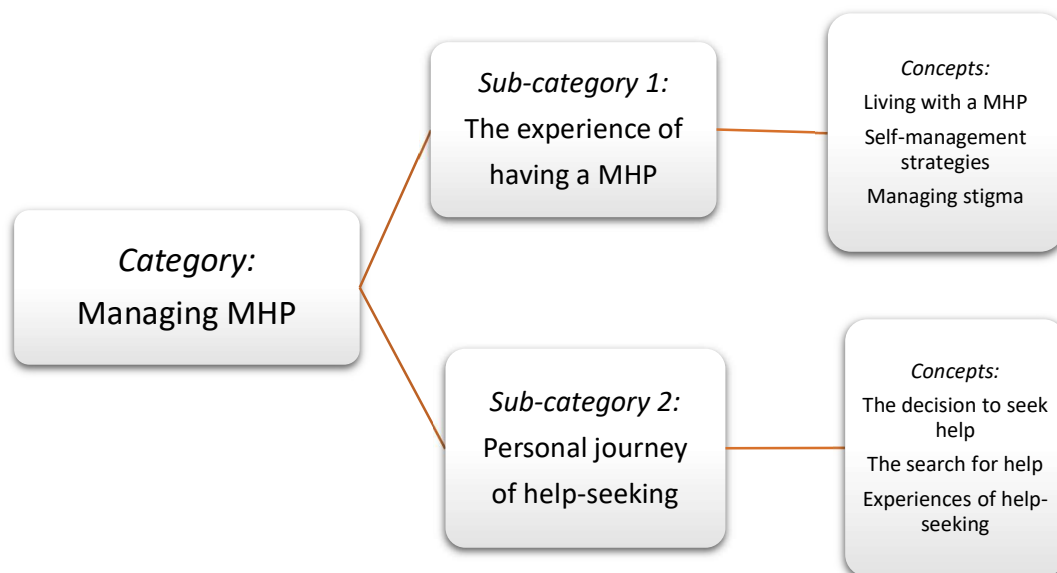 Category:
Managing MHP
Sub-category 1:
The experience of
having a MHP
Concepts:
Living with a MHP
Self-management
strategies
Managing stigma
Sub-category 2:
Personal journey
of help-seeking
Concepts:
The decision to seek
help
The search for help
Experiences of help-
seeking